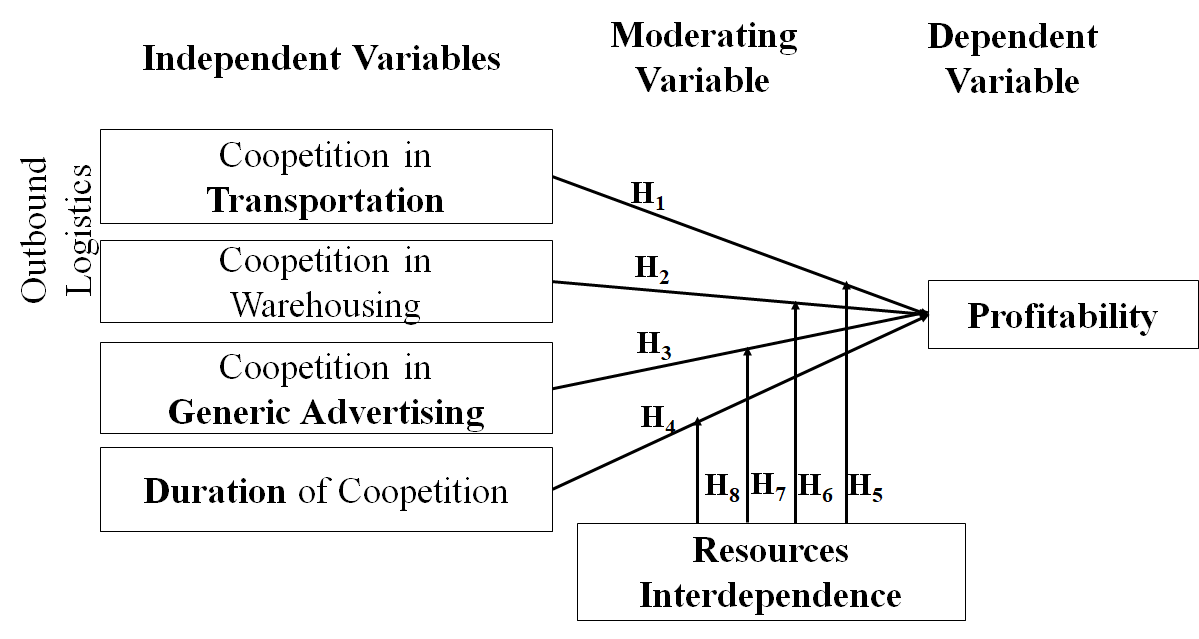 Independent Variables
Moderating
Variable
Dependent
Variable
Outbound
Logistics
Coopetition in
Transportation
Coopetition in
Warehousing
Coopetition in
Generic Advertising
Duration of Coopetition
H₁
H₂
H₃
H₄
H₈ H₇ H₆ H₅
Profitability
Resources
Interdependence